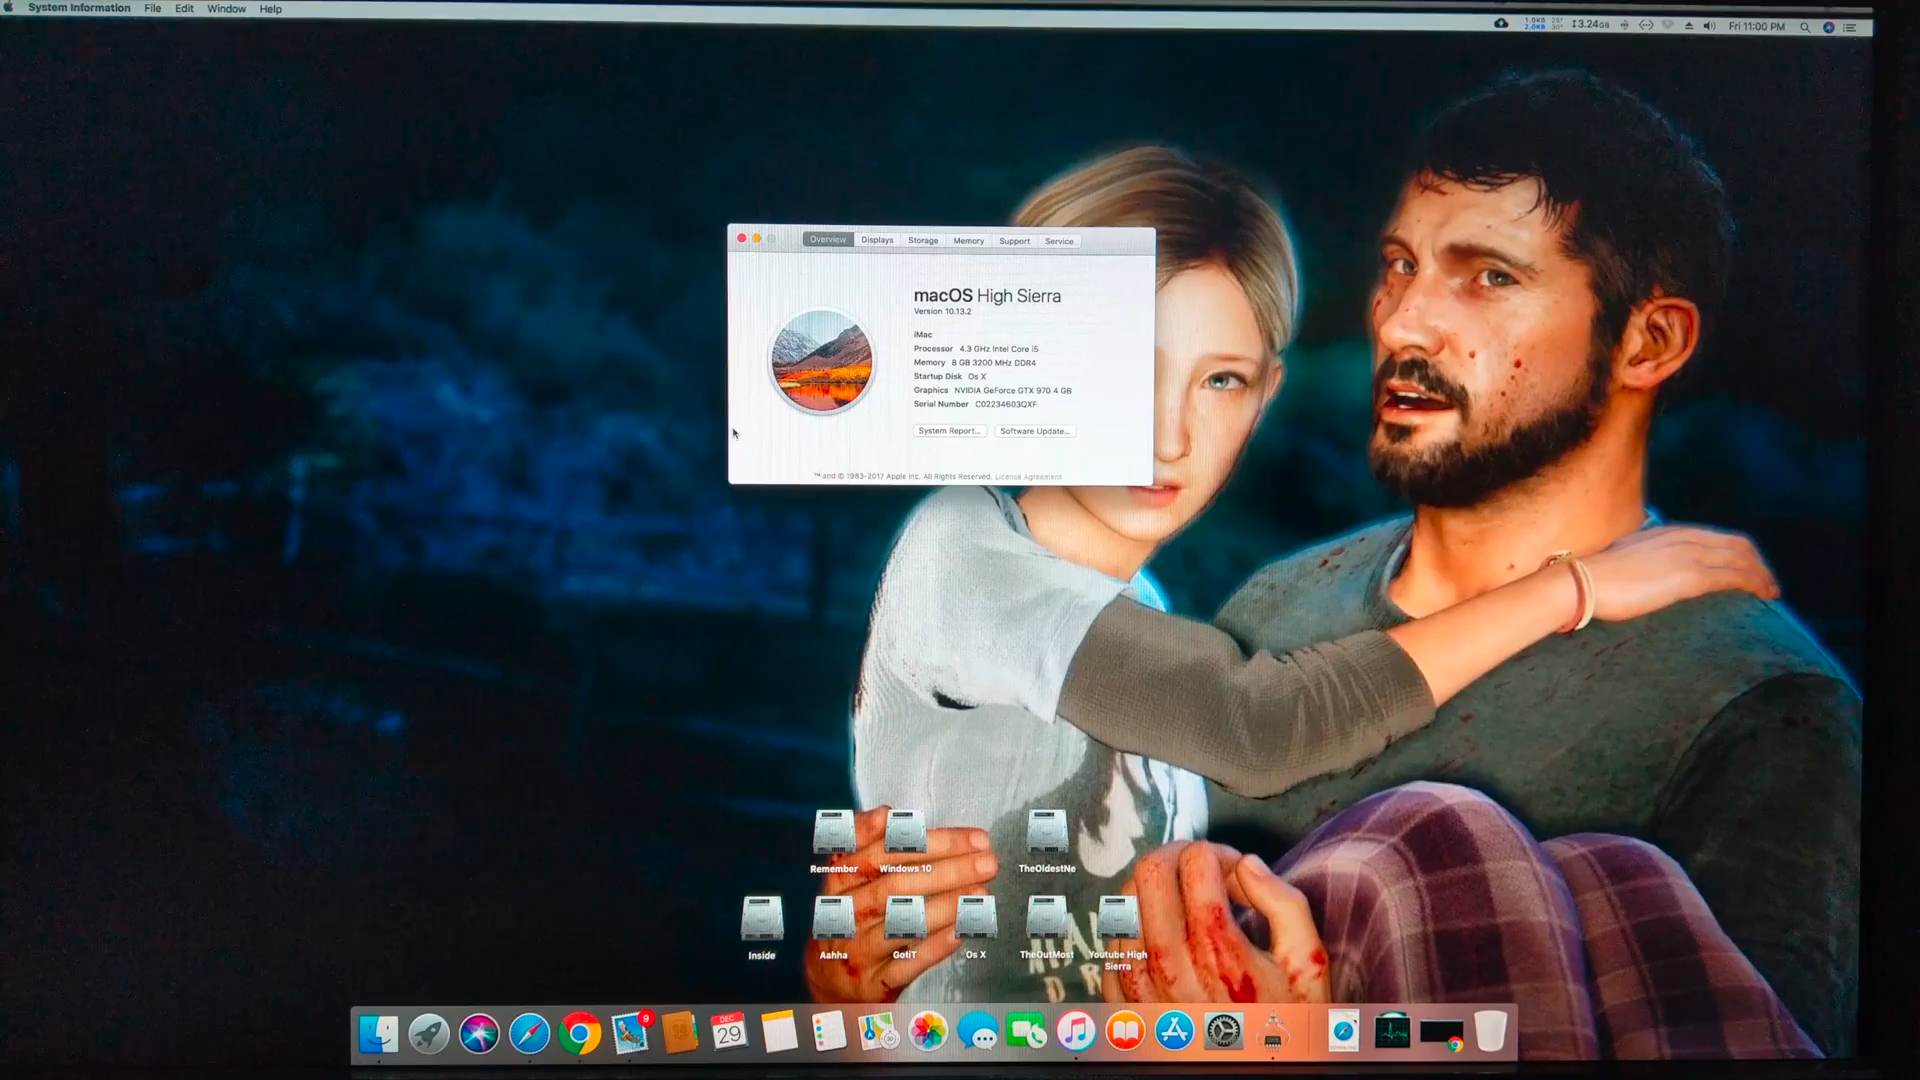 System Information File Edit Window Help
3.24GB Fri 11:00 PM
Overview Displays Storage Memory Support Service
macOS High Sierra
Version 10.13.2
iMac
Processor 4.3 GHz Intel Core i5
Memory 8 GB 3200 MHz DDR4
Startup Disk Os X
Graphics NVIDIA GeForce GTX 970 4 GB
Serial Number C02234603QXF
System Report... Software Update...
™ and © 1983-2017 Apple Inc. All Rights Reserved. License Agreement
Remember Windows 10 TheOldestNe
Inside Aahha GotiT Os X TheOutMost Youtube High
Sierra
9
DEC
29